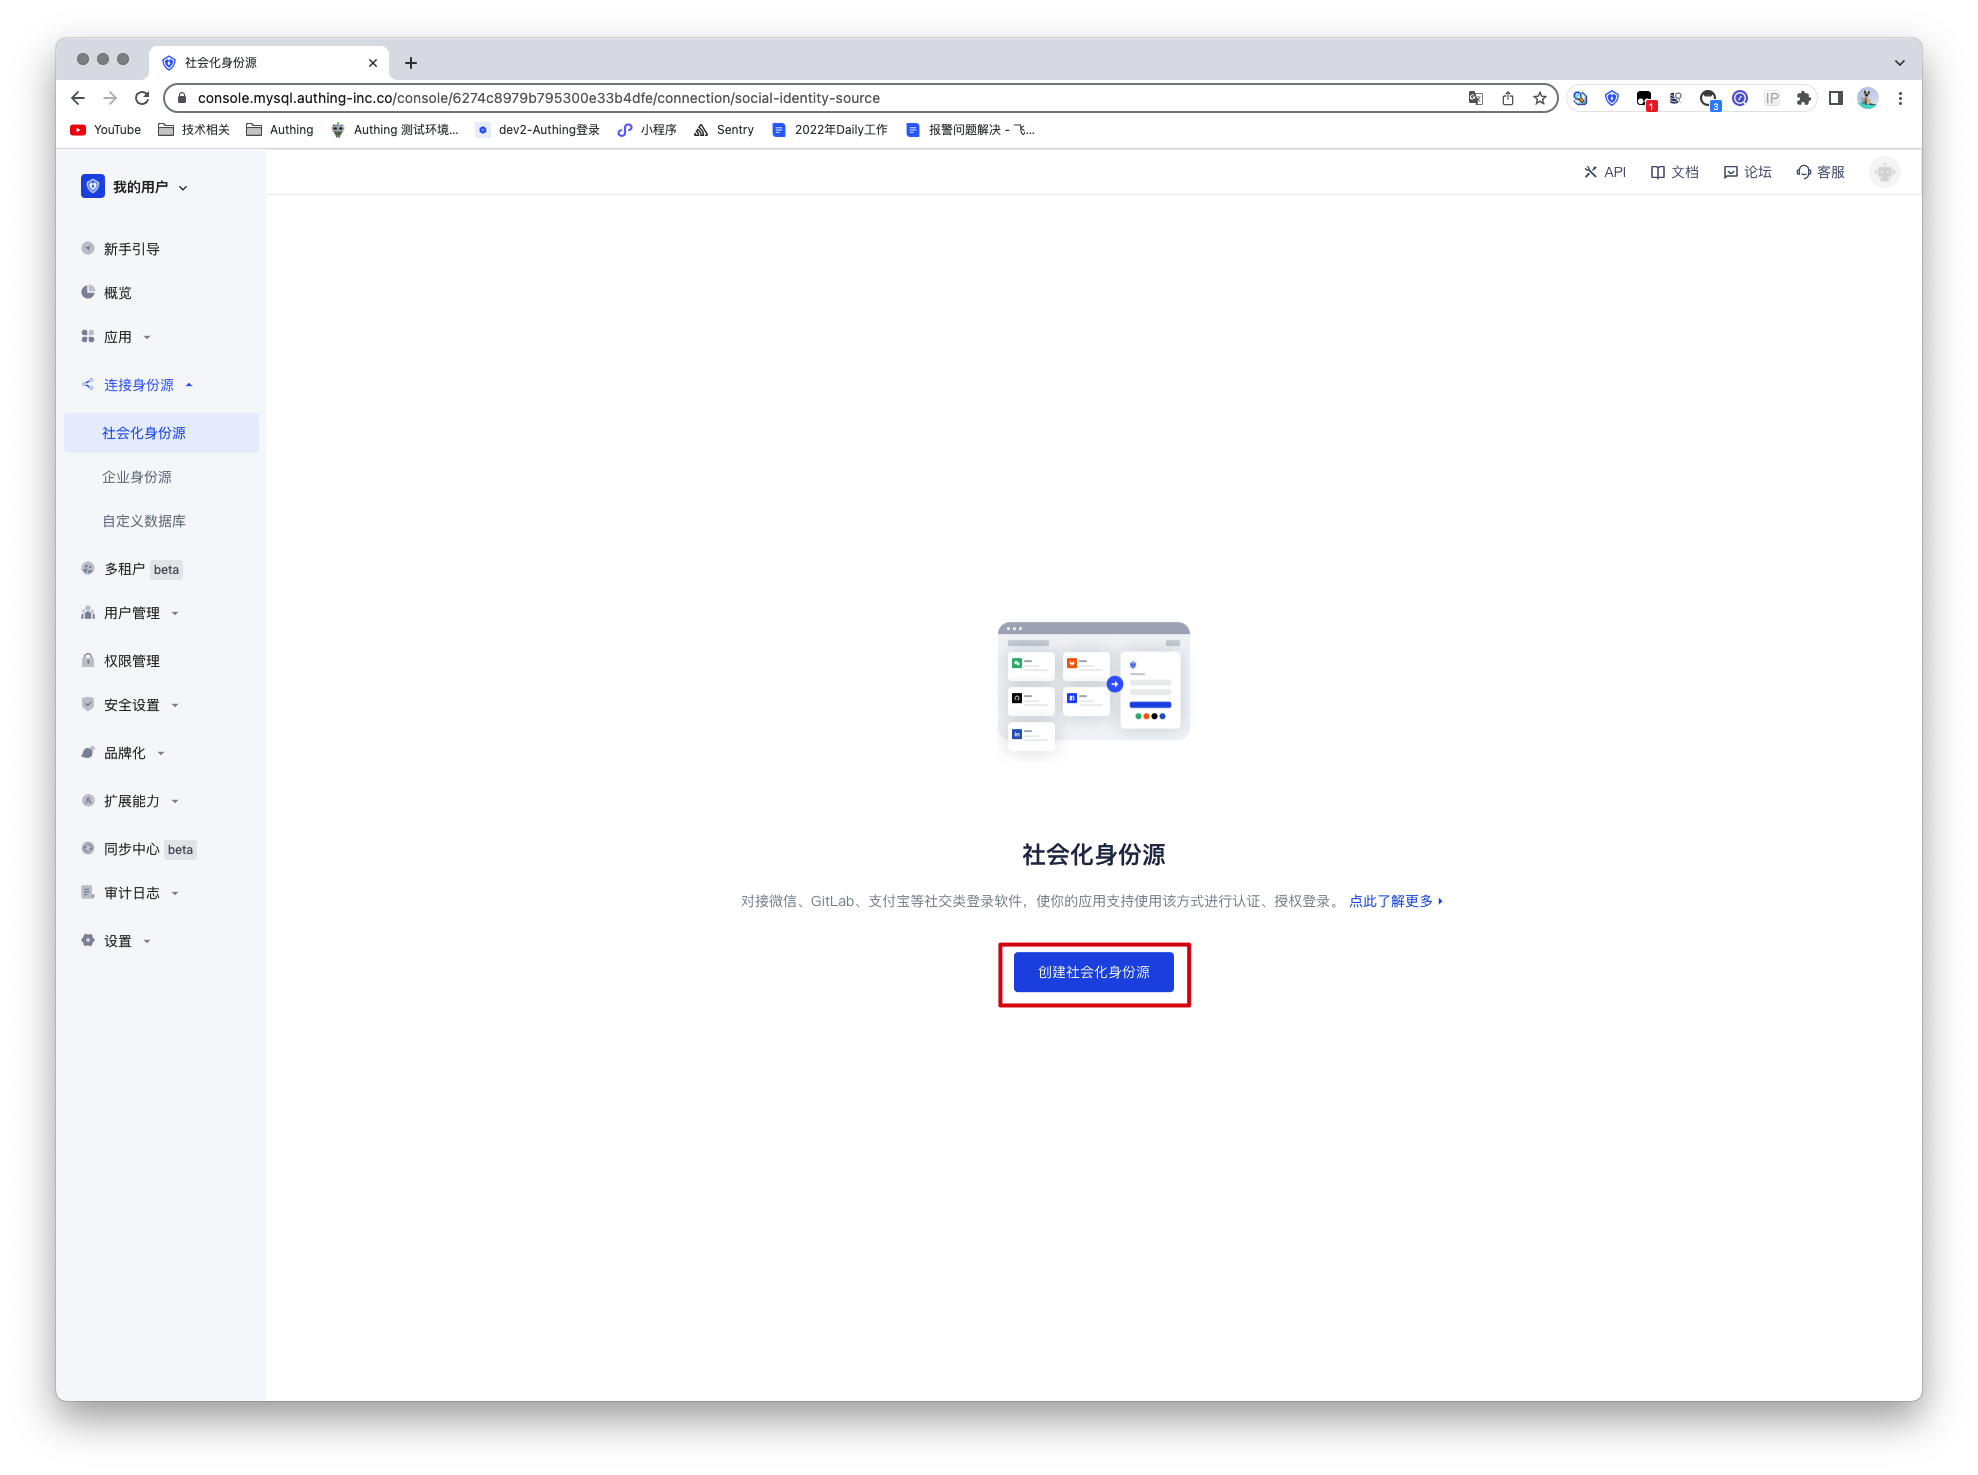 社会化身份源
console.mysql.authing-inc.co/console/6274c8979b795300e33b4dfe/connection/social-identity-source
1
3
IP
YouTube
技术相关
Authing
Authing 测试环境...
dev2-Authing登录
小程序
Sentry
2022年Daily工作
报警问题解决 - 飞...
我的用户
API
文档
论坛
客服
新手引导
概览
应用
连接身份源
社会化身份源
企业身份源
自定义数据库
多租户 beta
用户管理
权限管理
安全设置
品牌化
扩展能力
同步中心 beta
审计日志
设置
社会化身份源
对接微信、GitLab、支付宝等社交类登录软件，使你的应用支持使用该方式进行认证、授权登录。 点此了解更多
创建社会化身份源